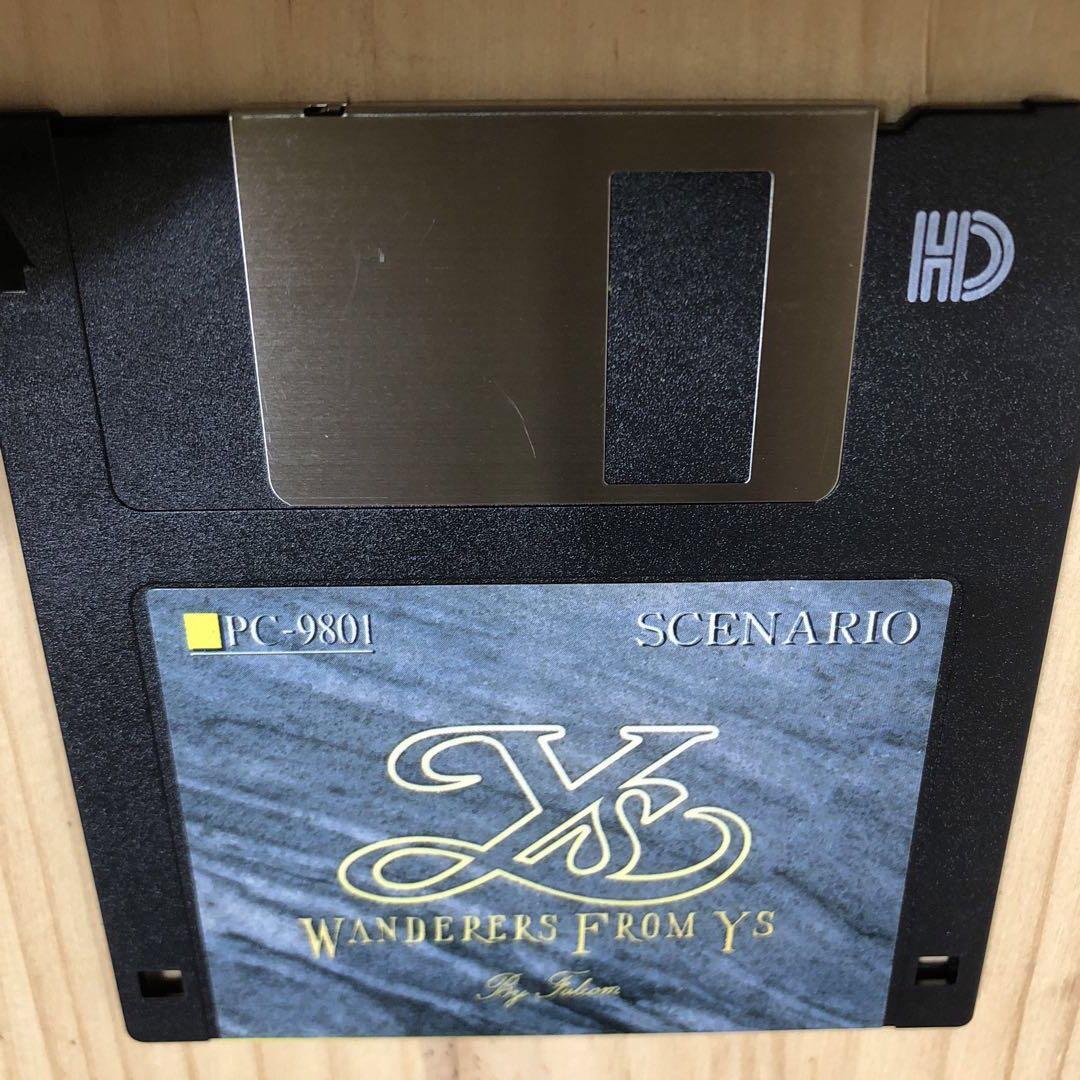 HD
PC-9801
SCENARIO
Ys
WANDERERS FROM YS
By Falcom